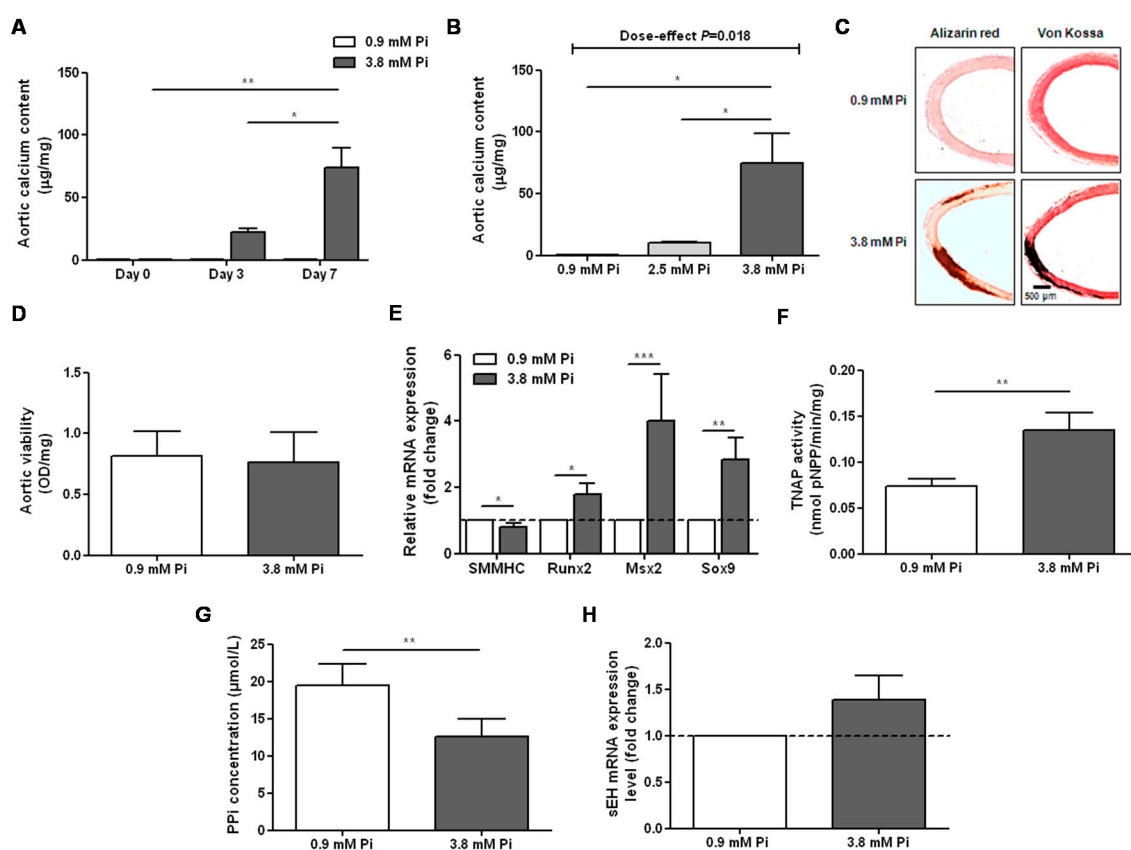 A
0.9 mM Pi
3.8 mM Pi
Aortic calcium content
(µg/mg)
150
100
50
0
**
*
Day 0 Day 3 Day 7
B
Dose-effect P=0.018
Aortic calcium content
(µg/mg)
150
100
50
0
*
*
0.9 mM Pi 2.5 mM Pi 3.8 mM Pi
C
Alizarin red Von Kossa
0.9 mM Pi
3.8 mM Pi
500 µm
D
Aortic viability
(OD/mg)
1.5
1.0
0.5
0.0
0.9 mM Pi 3.8 mM Pi
E
0.9 mM Pi
3.8 mM Pi
Relative mRNA expression
(fold change)
6
4
2
0
*
*
***
**
SMMHC Runx2 Msx2 Sox9
F
TNAP activity
(nmol pNPP/min/mg)
0.20
0.15
0.10
0.05
0.00
**
0.9 mM Pi 3.8 mM Pi
G
PPi concentration (µmol/L)
25
20
15
10
5
0
**
0.9 mM Pi 3.8 mM Pi
H
sEH mRNA expression
level (fold change)
2.0
1.5
1.0
0.5
0.0
0.9 mM Pi 3.8 mM Pi